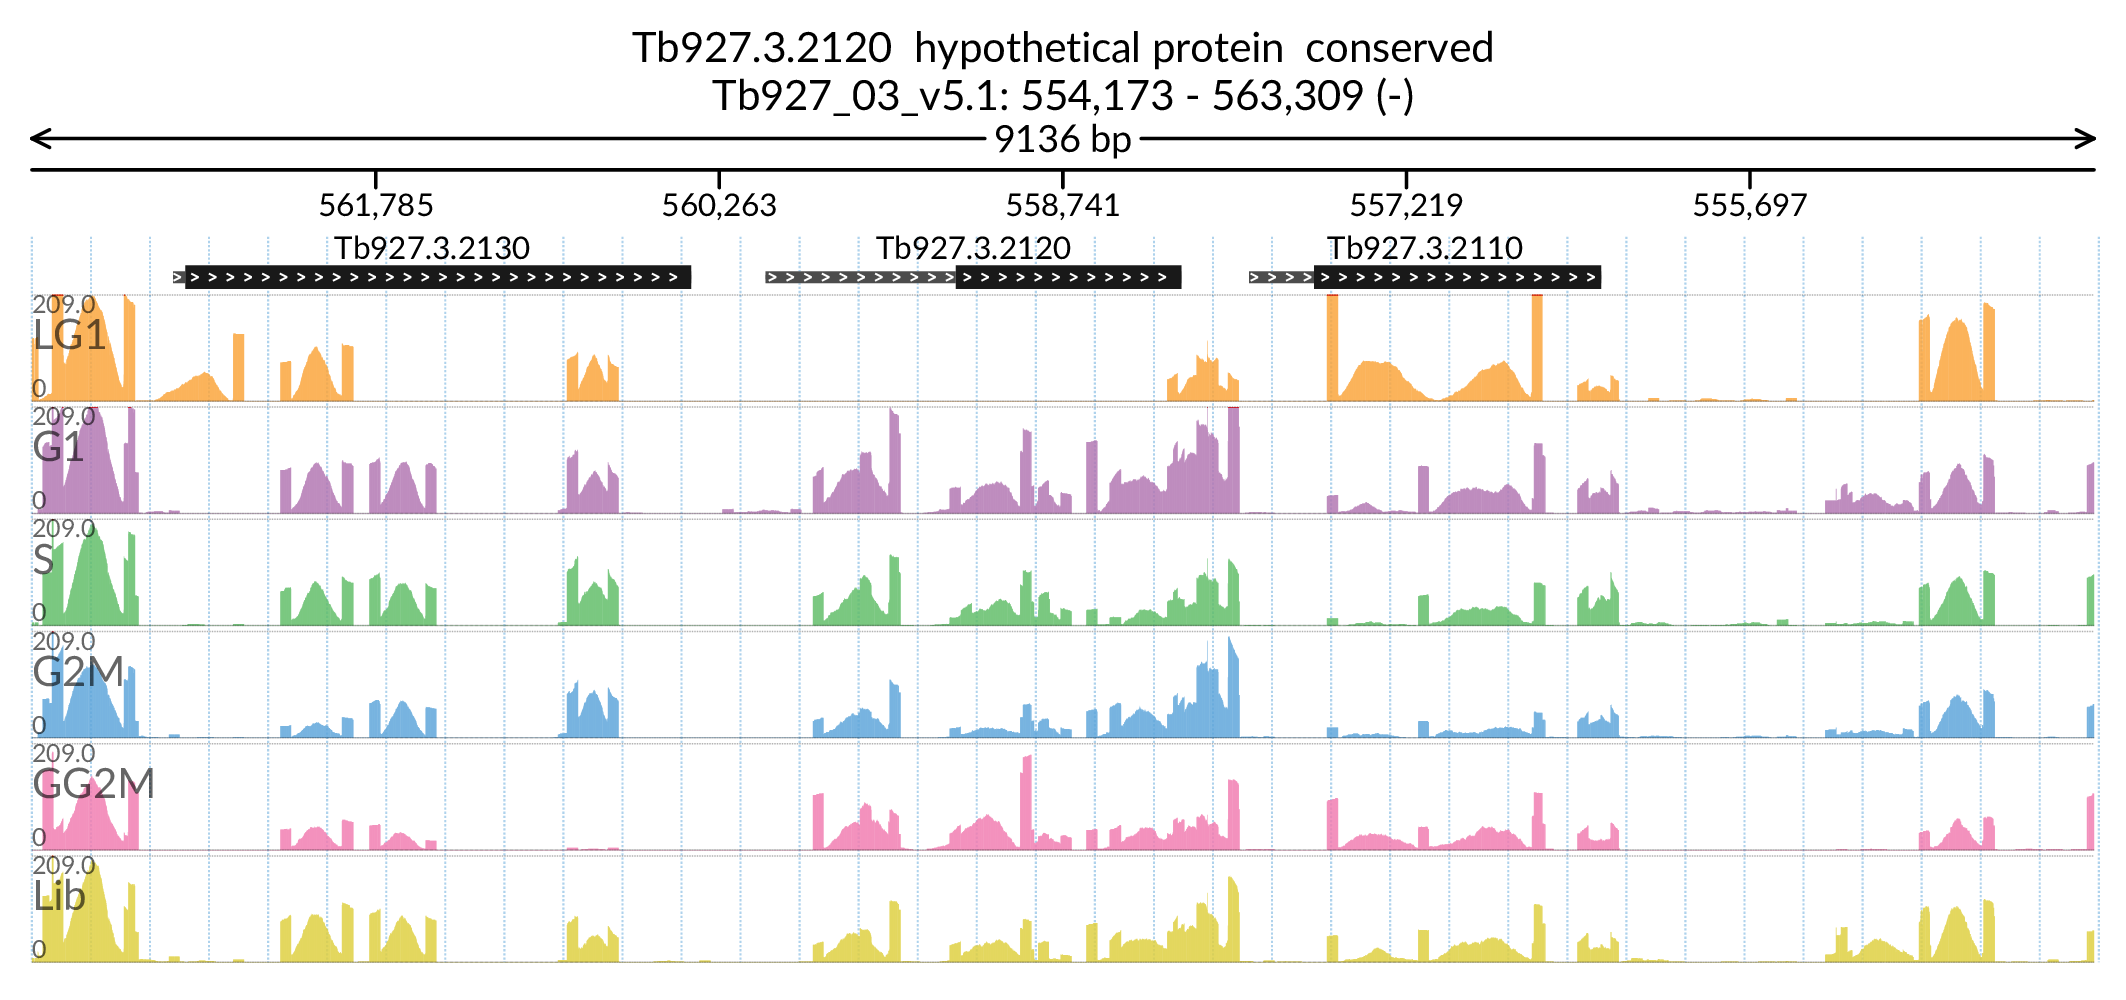 Tb927.3.2120 hypothetical protein conserved
Tb927_03_v5.1: 554,173 - 563,309 (-)
9136 bp
561,785 560,263 558,741 557,219 555,697
Tb927.3.2130 Tb927.3.2120 Tb927.3.2110
209.0
LG1
0
209.0
G1
0
209.0
S
0
209.0
G2M
0
209.0
GG2M
0
209.0
Lib
0